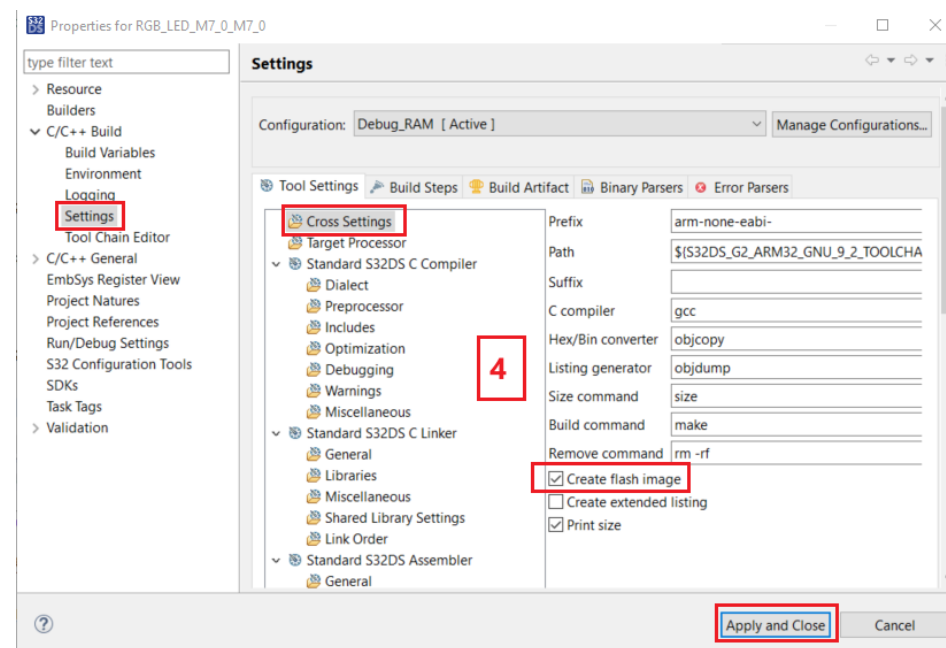 Properties for RGB_LED_M7_0_M7_0
type filter text
Resource
Builders
C/C++ Build
Build Variables
Environment
Logging
Settings
Tool Chain Editor
C/C++ General
EmbSys Register View
Project Natures
Project References
Run/Debug Settings
S32 Configuration Tools
SDKs
Task Tags
Validation
Settings
Configuration: Debug_RAM [ Active ] Manage Configurations...
Tool Settings Build Steps Build Artifact Binary Parsers Error Parsers
Cross Settings
Target Processor
Standard S32DS C Compiler
Dialect
Preprocessor
Includes
Optimization
Debugging
Warnings
Miscellaneous
Standard S32DS C Linker
General
Libraries
Miscellaneous
Shared Library Settings
Link Order
Standard S32DS Assembler
General
4
Prefix arm-none-eabi-
Path $(S32DS_G2_ARM32_GNU_9_2_TOOLCHA
Suffix
C compiler gcc
Hex/Bin converter objcopy
Listing generator objdump
Size command size
Build command make
Remove command rm -rf
Create flash image
Create extended listing
Print size
Apply and Close Cancel